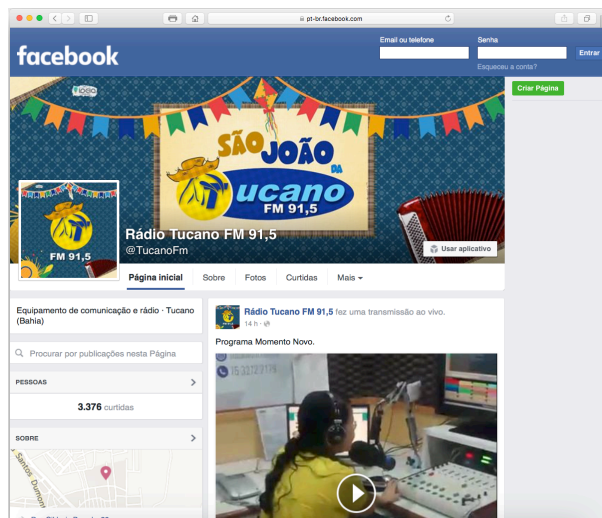 pt-br.facebook.com
facebook
Email ou telefone
Senha
Entrar
Esqueceu a conta?
Criar Página
SÃO JOÃO
DA
Tucano
FM 91,5
FM 91,5
Rádio Tucano FM 91,5
@TucanoFm
Usar aplicativo
Página inicial
Sobre
Fotos
Curtidas
Mais
Equipamento de comunicação e rádio · Tucano
(Bahia)
Procurar por publicações nesta Página
PESSOAS
3.376 curtidas
SOBRE
Santos Dumont
Rádio Tucano FM 91,5 fez uma transmissão ao vivo.
14 h ·
Programa Momento Novo.